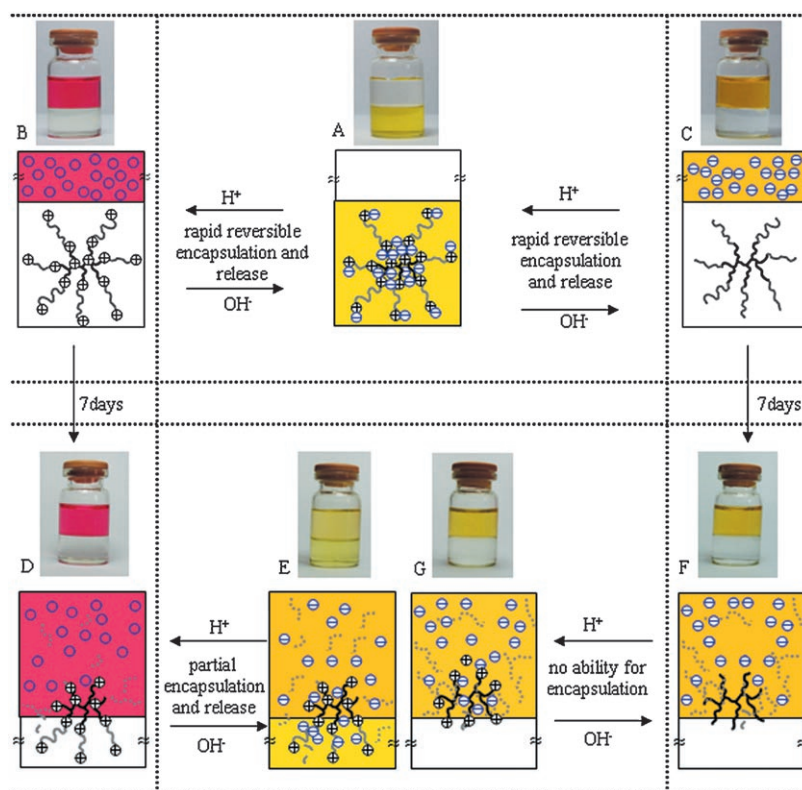 B
A
C
H⁺
rapid reversible
encapsulation and
release
OH⁻
H⁺
rapid reversible
encapsulation
and release
OH⁻
7days
7days
D
E
G
F
H⁺
partial
encapsulation
and release
OH⁻
H⁺
no ability for
encapsulation
OH⁻